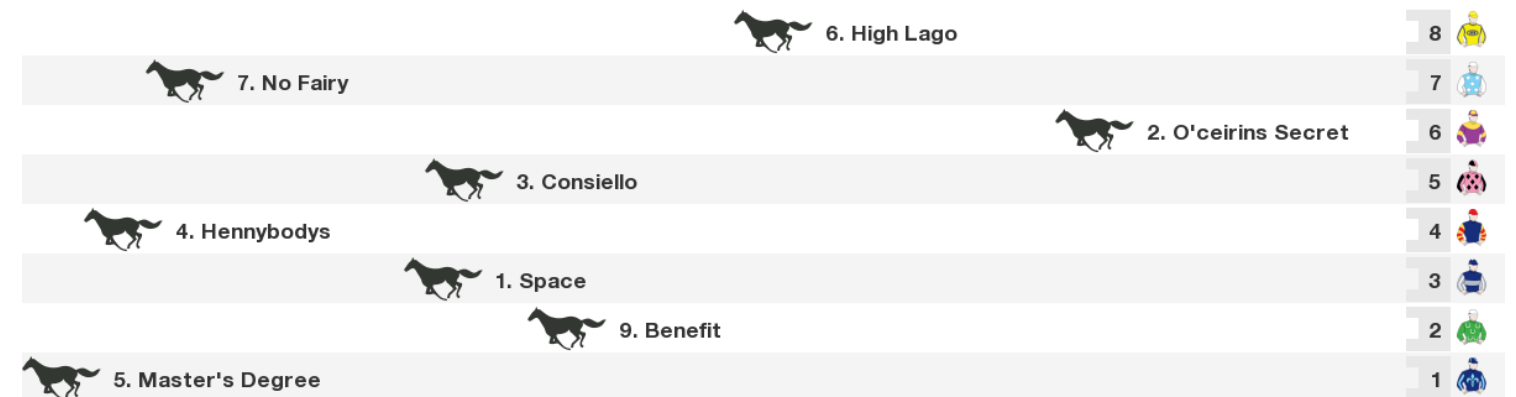 6. High Lago 8
7. No Fairy 7
2. O'ceirins Secret 6
3. Consiello 5
4. Hennybodys 4
1. Space 3
9. Benefit 2
5. Master's Degree 1